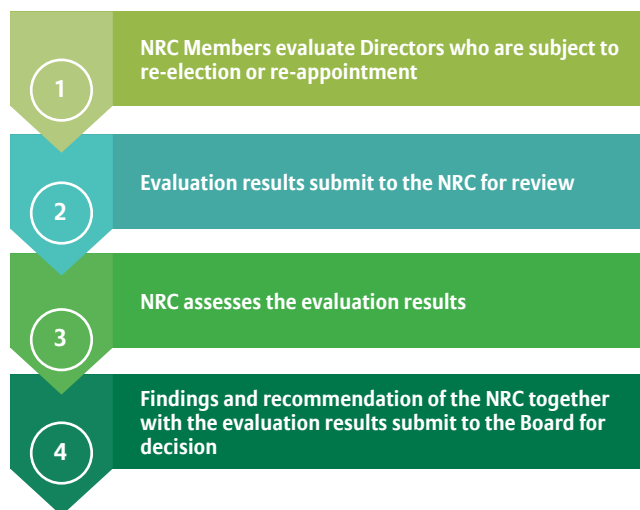 1
NRC Members evaluate Directors who are subject to
re-election or re-appointment
2
Evaluation results submit to the NRC for review
3
NRC assesses the evaluation results
4
Findings and recommendation of the NRC together
with the evaluation results submit to the Board for
decision